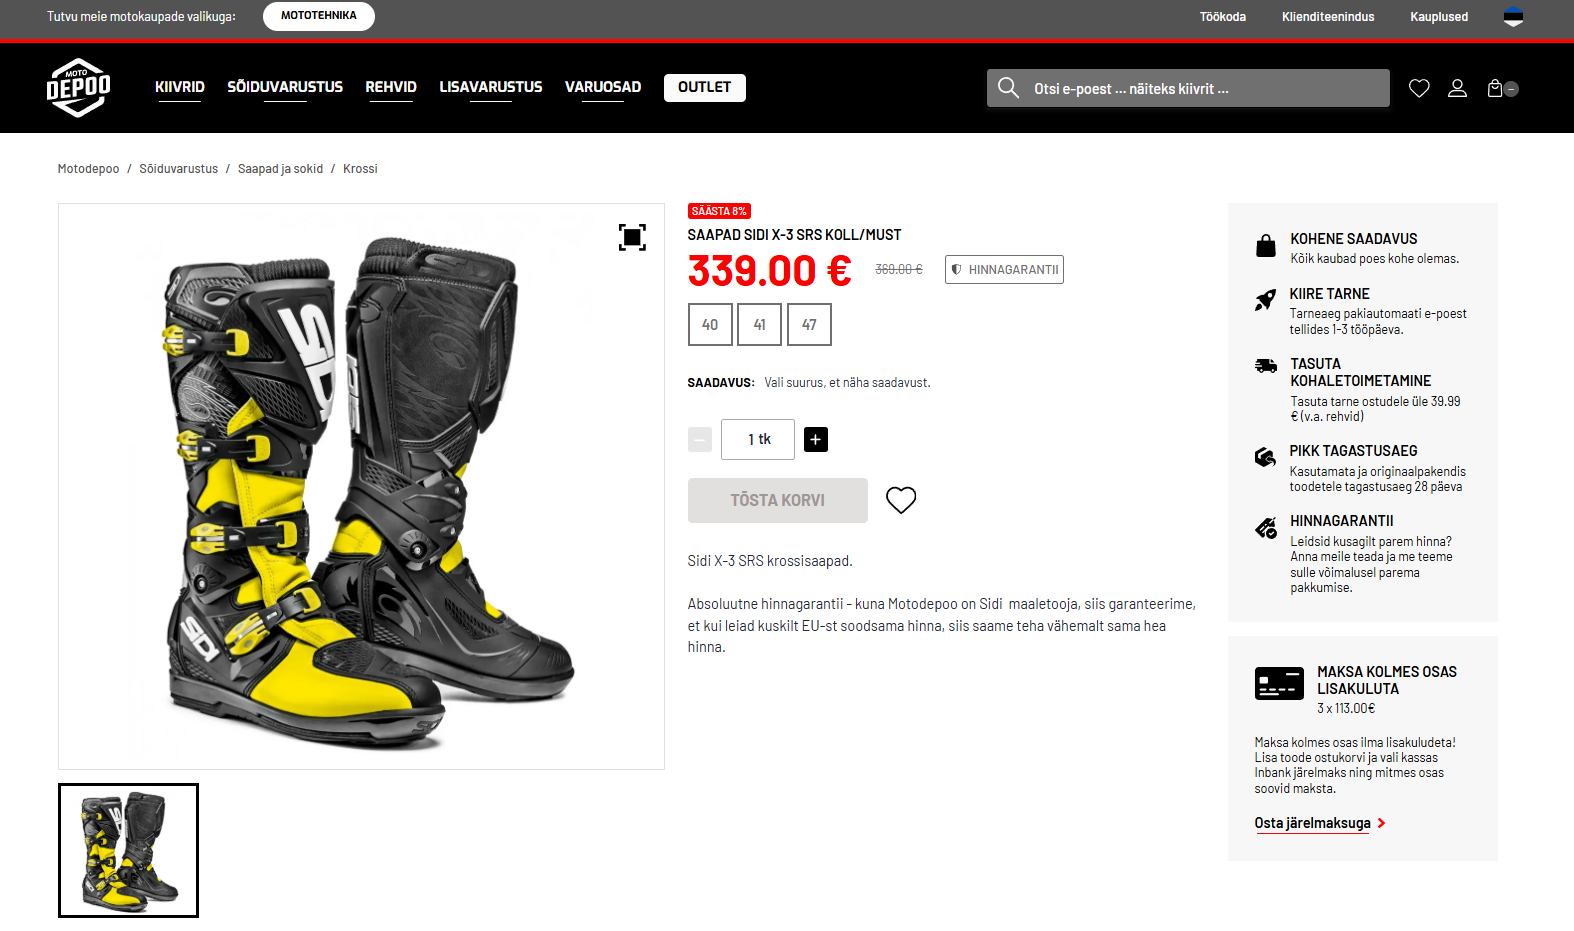 Tutvu meie motokaupade valikuga:
MOTOTEHNIKA
Töökoda
Klienditeenindus
Kauplused
MOTO
DEPOO
KIIVRID
SÕIDUVARUSTUS
REHVID
LISAVARUSTUS
VARUOSAD
OUTLET
Otsi e-poest ... näiteks kiivrit ...
Motodepoo / Sõiduvarustus / Saapad ja sokid / Krossi
SÄÄSTA 8%
SAAPAD SIDI X-3 SRS KOLL/MUST
339.00 €
369.00 €
HINNAGARANTII
40
41
47
SAADAVUS: Vali suurus, et näha saadavust.
1 tk
TÕSTA KORVI
Sidi X-3 SRS krossisaapad.
Absoluutne hinnagarantii - kuna Motodepoo on Sidi maaletooja, siis garanteerime,
et kui leiad kuskilt EU-st soodsama hinna, siis saame teha vähemalt sama hea
hinna.
KOHENE SAADAVUS
Kõik kaubad poes kohe olemas.
KIIRE TARNE
Tarneaeg pakiautomaati e-poest
tellides 1-3 tööpäeva.
TASUTA
KOHALETOIMETAMINE
Tasuta tarne ostudele üle 39.99
€ (v.a. rehvid)
PIKK TAGASTUSAEG
Kasutamata ja originaalpakendis
toodetele tagastusaeg 28 päeva
HINNAGARANTII
Leidsid kusagilt parem hinna?
Anna meile teada ja me teeme
sulle võimalusel parema
pakkumise.
MAKSA KOLMES OSAS
LISAKULUTA
3 x 113.00€
Maksa kolmes osas ilma lisakuludeta!
Lisa toode ostukorvi ja vali kassas
Inbank järelmaks ning mitmes osas
soovid maksta.
Osta järelmaksuga
SIDI
SIDI
SIDI
SIDI